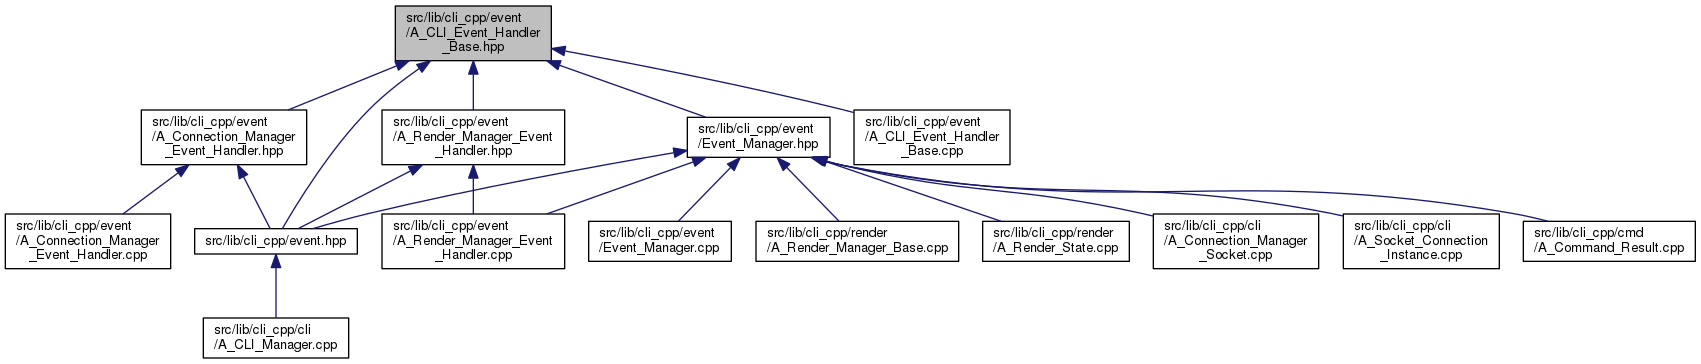 src/lib/cli_cpp/event
/A_CLI_Event_Handler
_Base.hpp
src/lib/cli_cpp/event
/A_Connection_Manager
_Event_Handler.hpp
src/lib/cli_cpp/event
/A_Render_Manager_Event
_Handler.hpp
src/lib/cli_cpp/event
/Event_Manager.hpp
src/lib/cli_cpp/event
/A_CLI_Event_Handler
_Base.cpp
src/lib/cli_cpp/event
/A_Connection_Manager
_Event_Handler.cpp
src/lib/cli_cpp/event.hpp
src/lib/cli_cpp/event
/A_Render_Manager_Event
_Handler.cpp
src/lib/cli_cpp/event
/Event_Manager.cpp
src/lib/cli_cpp/render
/A_Render_Manager_Base.cpp
src/lib/cli_cpp/render
/A_Render_State.cpp
src/lib/cli_cpp/cli
/A_Connection_Manager
_Socket.cpp
src/lib/cli_cpp/cli
/A_Socket_Connection
_Instance.cpp
src/lib/cli_cpp/cmd
/A_Command_Result.cpp
src/lib/cli_cpp/cli
/A_CLI_Manager.cpp